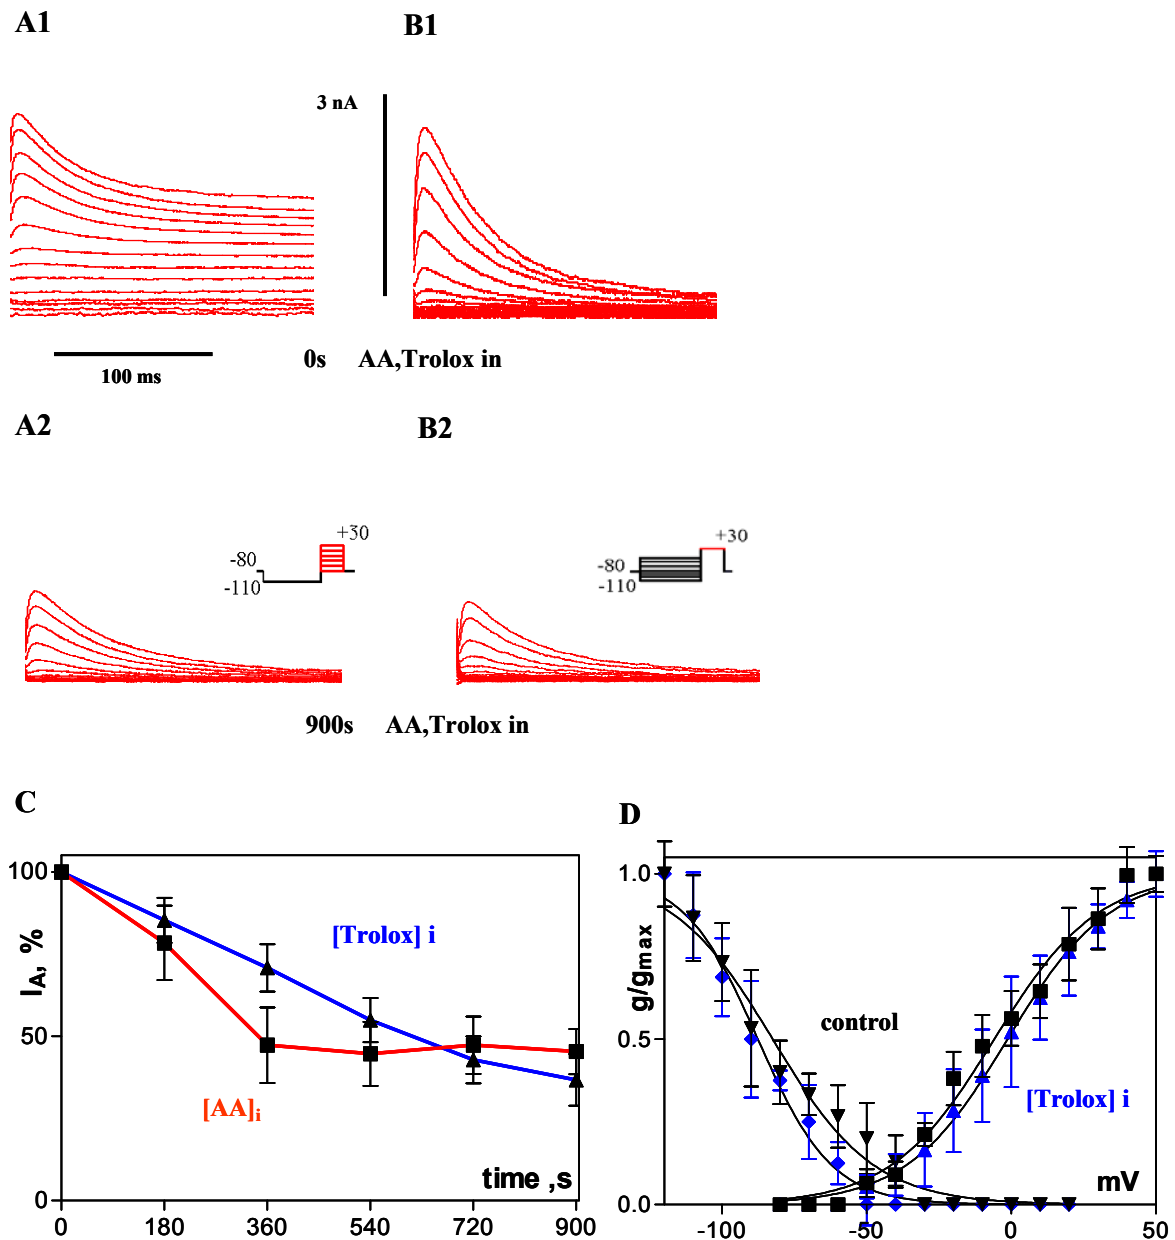 A1
B1
3 nA
100 ms
0s AA,Trolox in
A2
B2
+30
-80
-110
+30
-80
-110
900s AA,Trolox in
C
100
50
0
IA, %
[Trolox] i
[AA]i
time ,s
0 180 360 540 720 900
D
1.0
0.5
0.0
g/gmax
control
[Trolox] i
mV
-100 -50 0 50